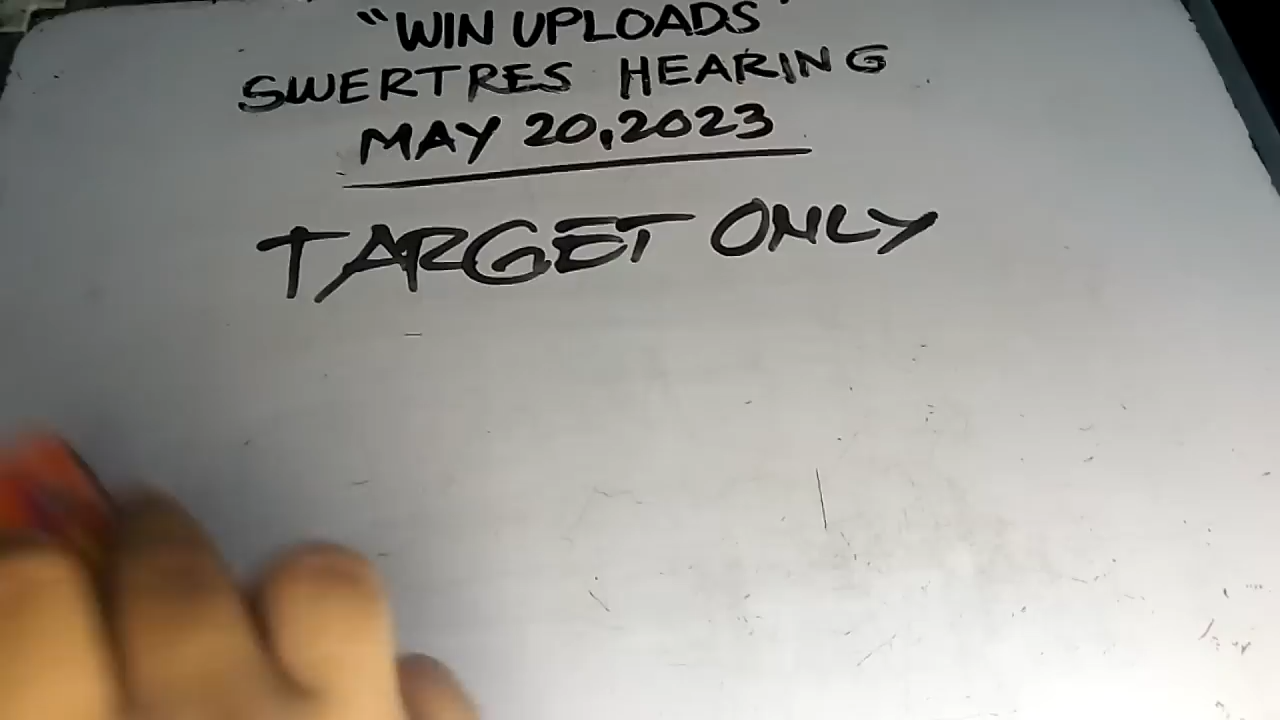 "WIN UPLOADS"
SWERTRES HEARING
MAY 20, 2023
TARGET ONLY